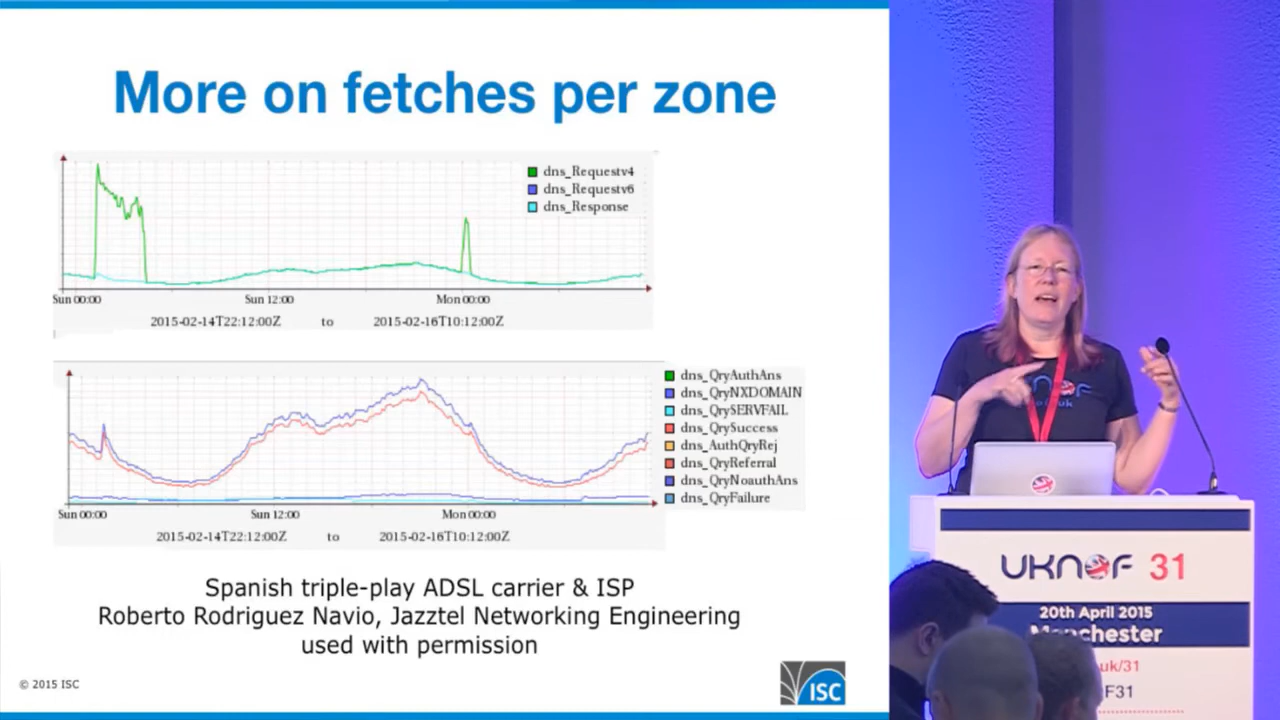 More on fetches per zone
dns_Requestv4
dns_Requestv6
dns_Response
Sun 00:00
Sun 12:00
Mon 00:00
2015-02-14T22:12:00Z to 2015-02-16T10:12:00Z
dns_QryAuthAns
dns_QryNXDOMAIN
dns_QrySERVFAIL
dns_QrySuccess
dns_AuthQryRej
dns_QryReferral
dns_QryNoauthAns
dns_QryFailure
Sun 00:00
Sun 12:00
Mon 00:00
2015-02-14T22:12:00Z to 2015-02-16T10:12:00Z
Spanish triple-play ADSL carrier & ISP
Roberto Rodriguez Navio, Jazztel Networking Engineering
used with permission
© 2015 ISC
ISC
UKNOF 31
20th April 2015
Manchester
uk/31
F31